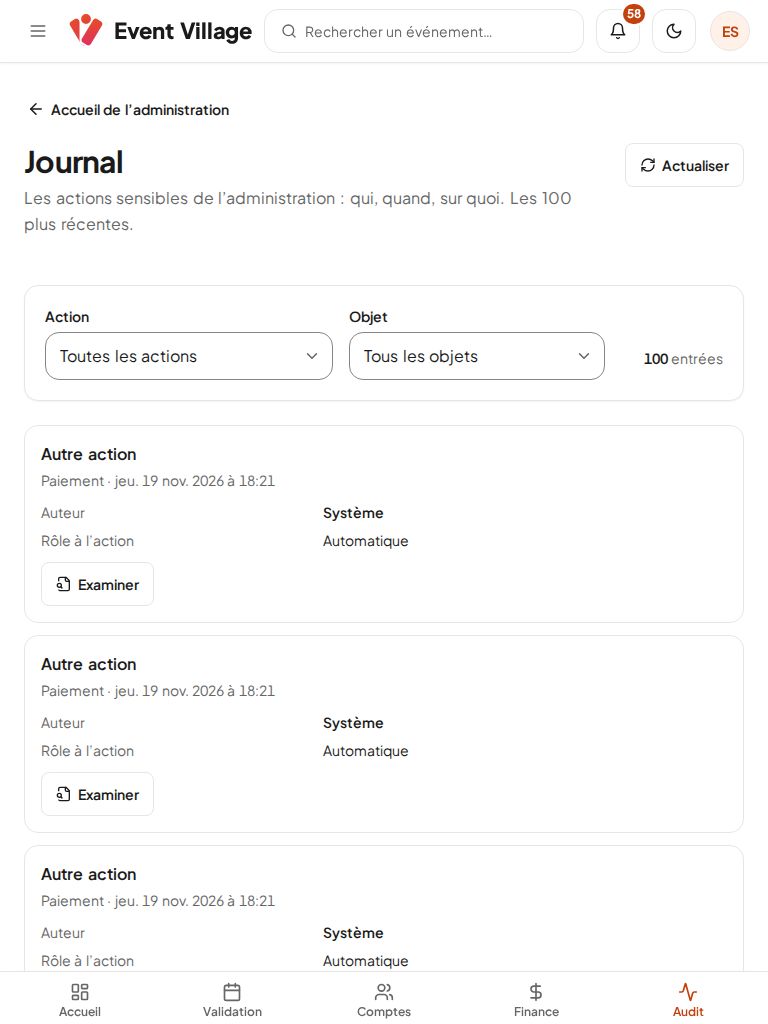 Event Village
Rechercher un événement…
58
ES
Accueil de l’administration
Journal
Actualiser
Les actions sensibles de l’administration : qui, quand, sur quoi. Les 100
plus récentes.
Action
Objet
Toutes les actions
Tous les objets
100 entrées
Autre action
Paiement · jeu. 19 nov. 2026 à 18:21
Auteur
Système
Rôle à l’action
Automatique
Examiner
Autre action
Paiement · jeu. 19 nov. 2026 à 18:21
Auteur
Système
Rôle à l’action
Automatique
Examiner
Autre action
Paiement · jeu. 19 nov. 2026 à 18:21
Auteur
Système
Rôle à l’action
Automatique
Accueil
Validation
Comptes
Finance
Audit